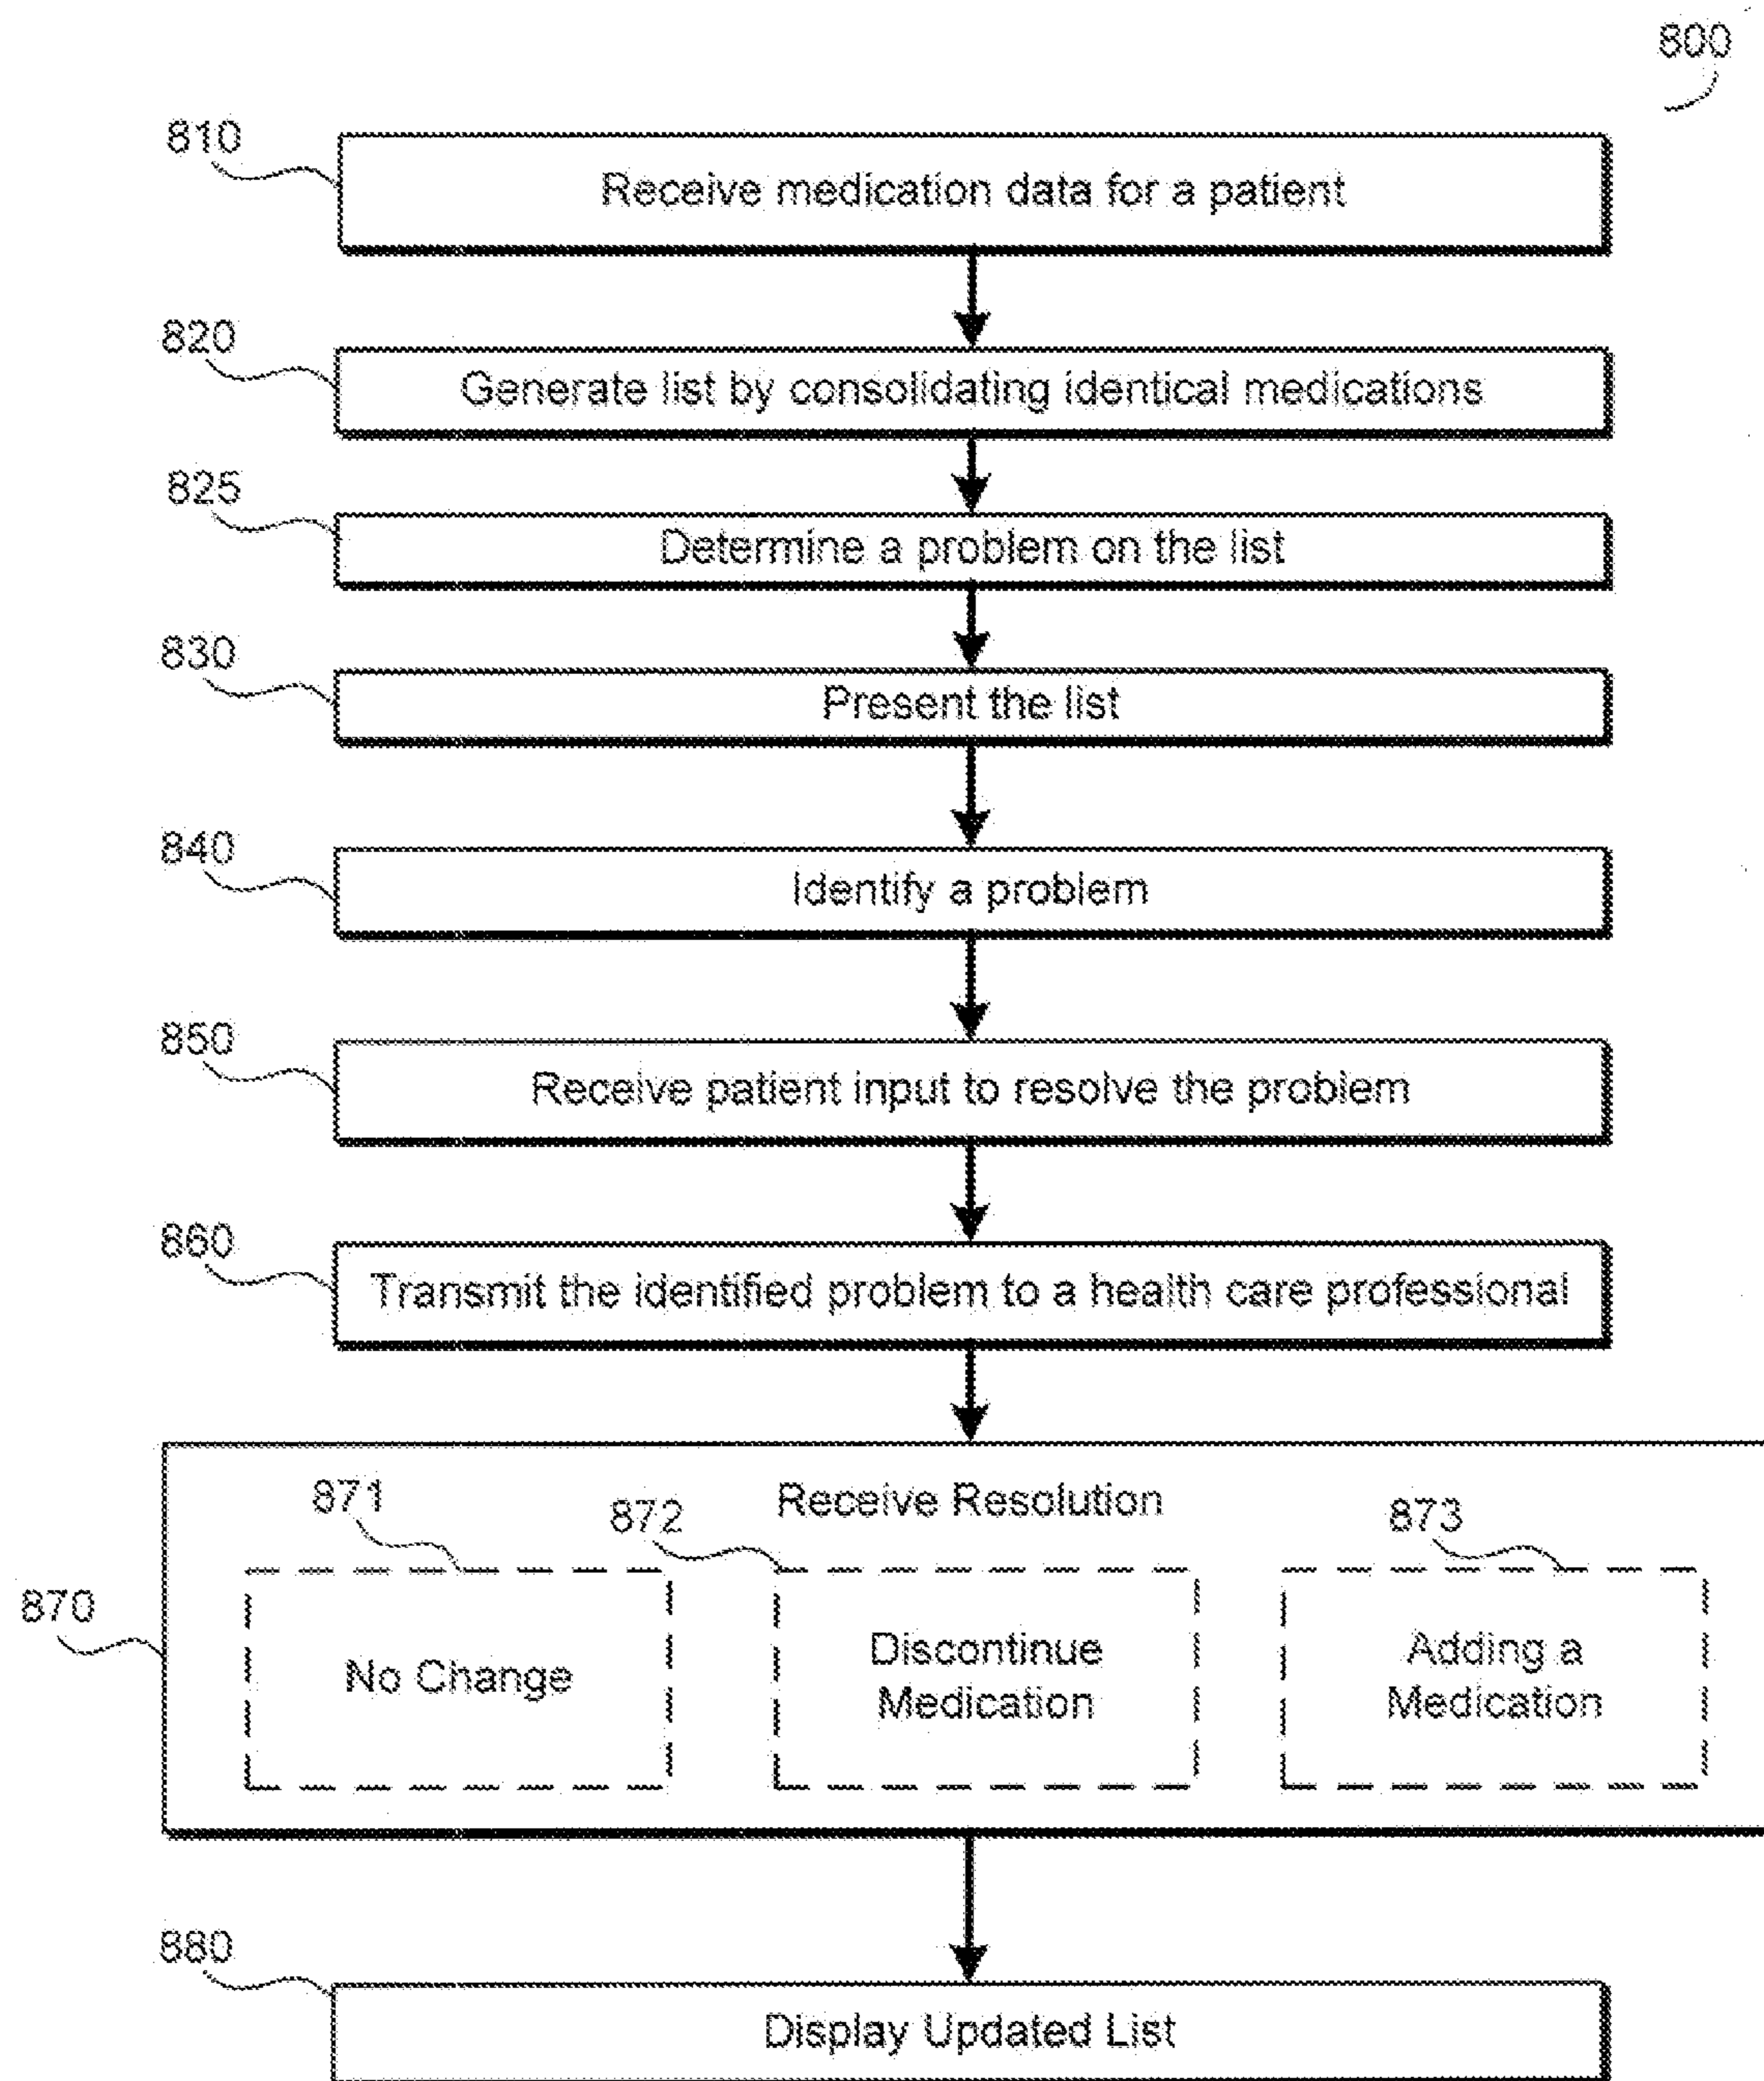 800
810
Receive medication data for a patient
820
Generate list by consolidating identical medications
825
Determine a problem on the list
830
Present the list
840
Identify a problem
850
Receive patient input to resolve the problem
860
Transmit the identified problem to a health care professional
870
Receive Resolution
871
No Change
872
Discontinue
Medication
873
Adding a
Medication
880
Display Updated List